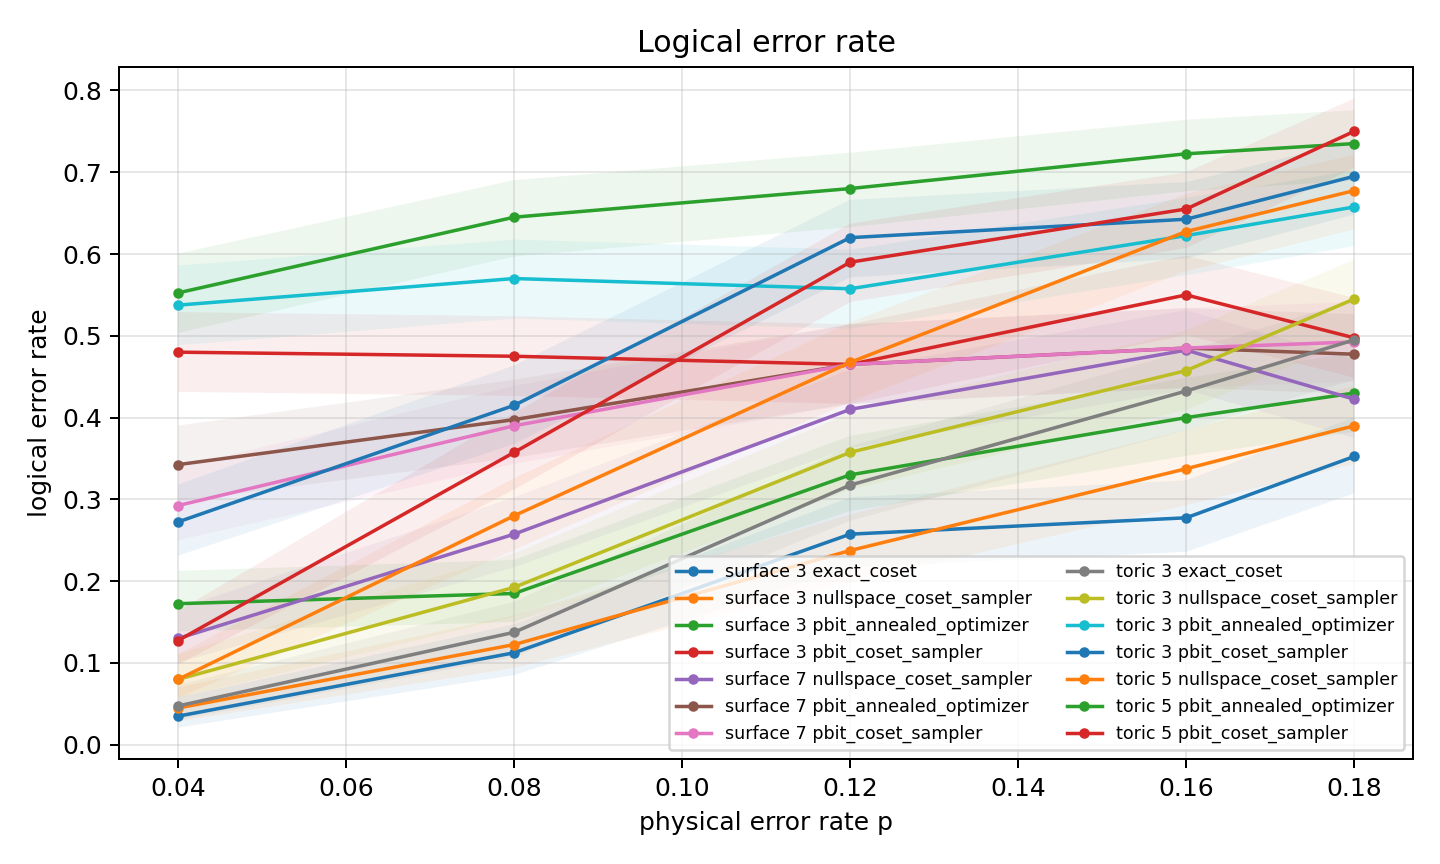 Logical error rate
0.8
0.7
0.6
0.5
0.4
0.3
0.2
0.1
0.0
logical error rate
surface 3 exact_coset
surface 3 nullspace_coset_sampler
surface 3 pbit_annealed_optimizer
surface 3 pbit_coset_sampler
surface 7 nullspace_coset_sampler
surface 7 pbit_annealed_optimizer
surface 7 pbit_coset_sampler
toric 3 exact_coset
toric 3 nullspace_coset_sampler
toric 3 pbit_annealed_optimizer
toric 3 pbit_coset_sampler
toric 5 nullspace_coset_sampler
toric 5 pbit_annealed_optimizer
toric 5 pbit_coset_sampler
0.04 0.06 0.08 0.10 0.12 0.14 0.16 0.18
physical error rate p